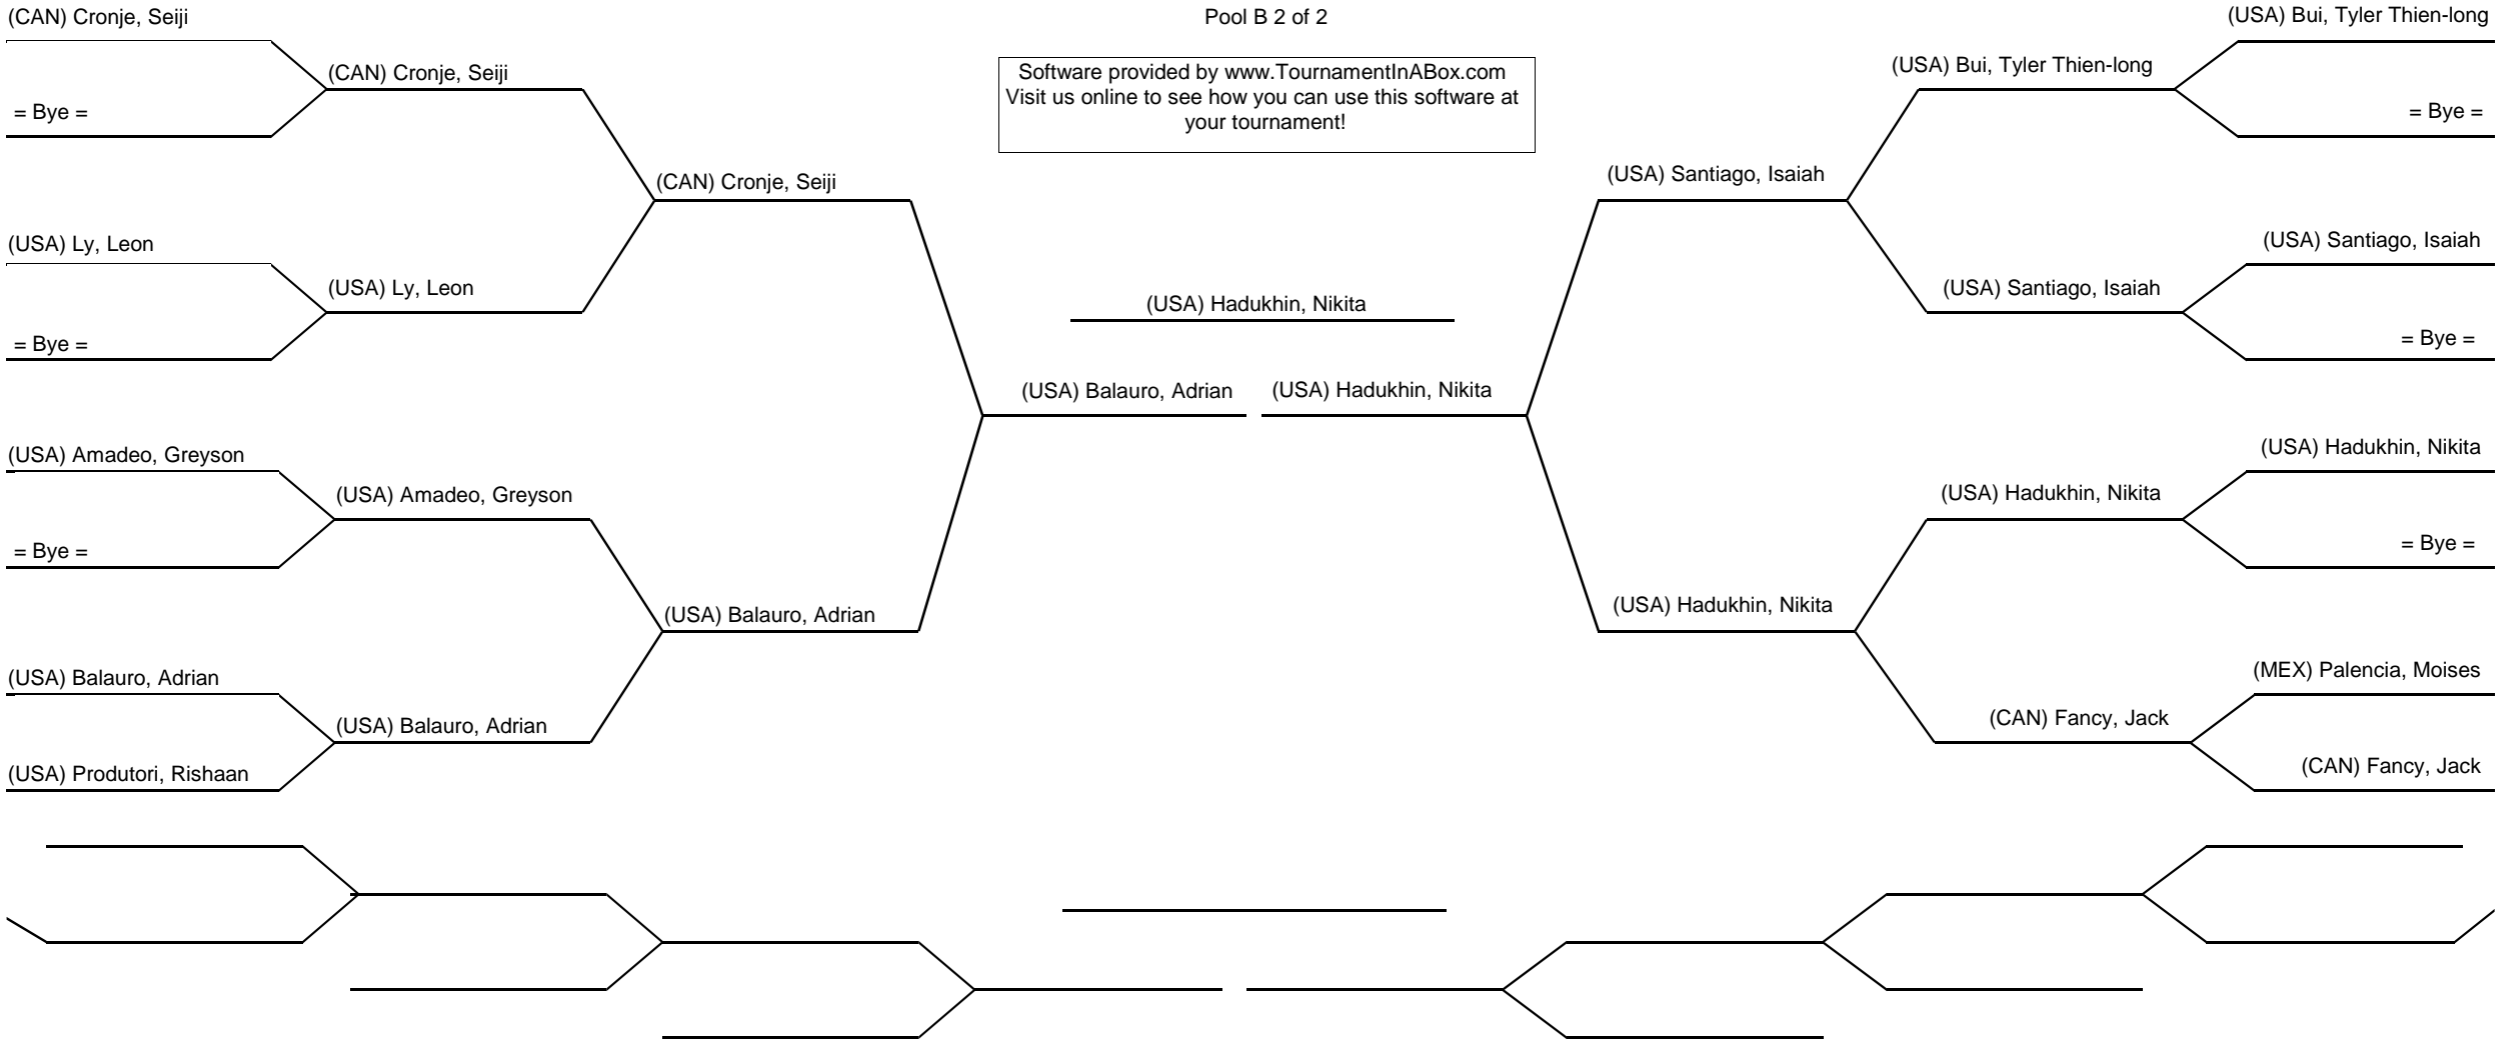 (CAN) Cronje, Seiji
Pool B 2 of 2
(USA) Bui, Tyler Thien-long
(CAN) Cronje, Seiji
Software provided by www.TournamentInABox.com
Visit us online to see how you can use this software at
your tournament!
(USA) Bui, Tyler Thien-long
= Bye =
= Bye =
(CAN) Cronje, Seiji
(USA) Santiago, Isaiah
(USA) Ly, Leon
(USA) Santiago, Isaiah
(USA) Ly, Leon
(USA) Hadukhin, Nikita
(USA) Santiago, Isaiah
= Bye =
= Bye =
(USA) Balauro, Adrian
(USA) Hadukhin, Nikita
(USA) Amadeo, Greyson
(USA) Hadukhin, Nikita
(USA) Amadeo, Greyson
(USA) Hadukhin, Nikita
= Bye =
= Bye =
(USA) Balauro, Adrian
(USA) Hadukhin, Nikita
(USA) Balauro, Adrian
(MEX) Palencia, Moises
(USA) Balauro, Adrian
(CAN) Fancy, Jack
(USA) Produtori, Rishaan
(CAN) Fancy, Jack